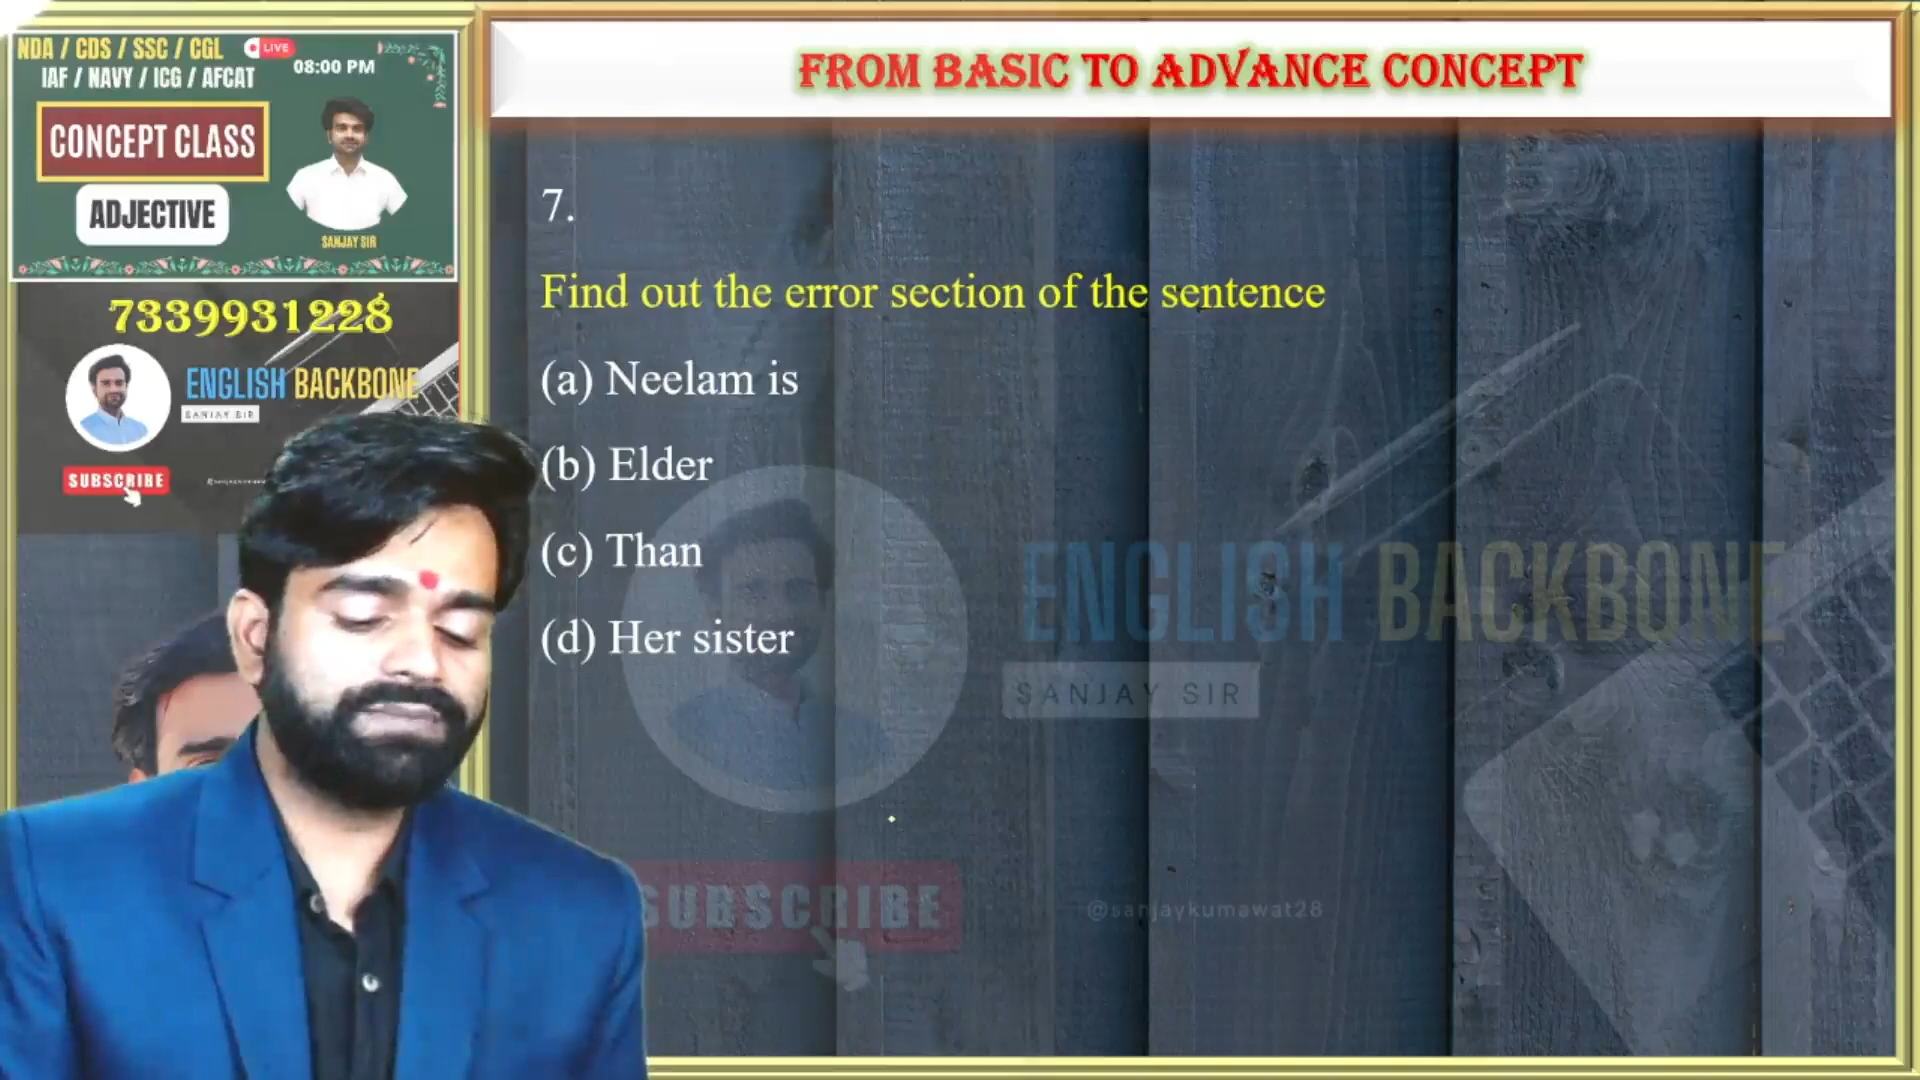 NDA / CDS / SSC / CGL
LIVE
IAF / NAVY / ICG / AFCAT
08:00 PM
CONCEPT CLASS
ADJECTIVE
SANJAY SIR
7339931228
ENGLISH BACKBONE
SANJAY SIR
SUBSCRIBE
FROM BASIC TO ADVANCE CONCEPT
7.
Find out the error section of the sentence
(a) Neelam is
(b) Elder
(c) Than
(d) Her sister
ENGLISH BACKBONE
SANJAY SIR
SUBSCRIBE
@sanjaykumawat28